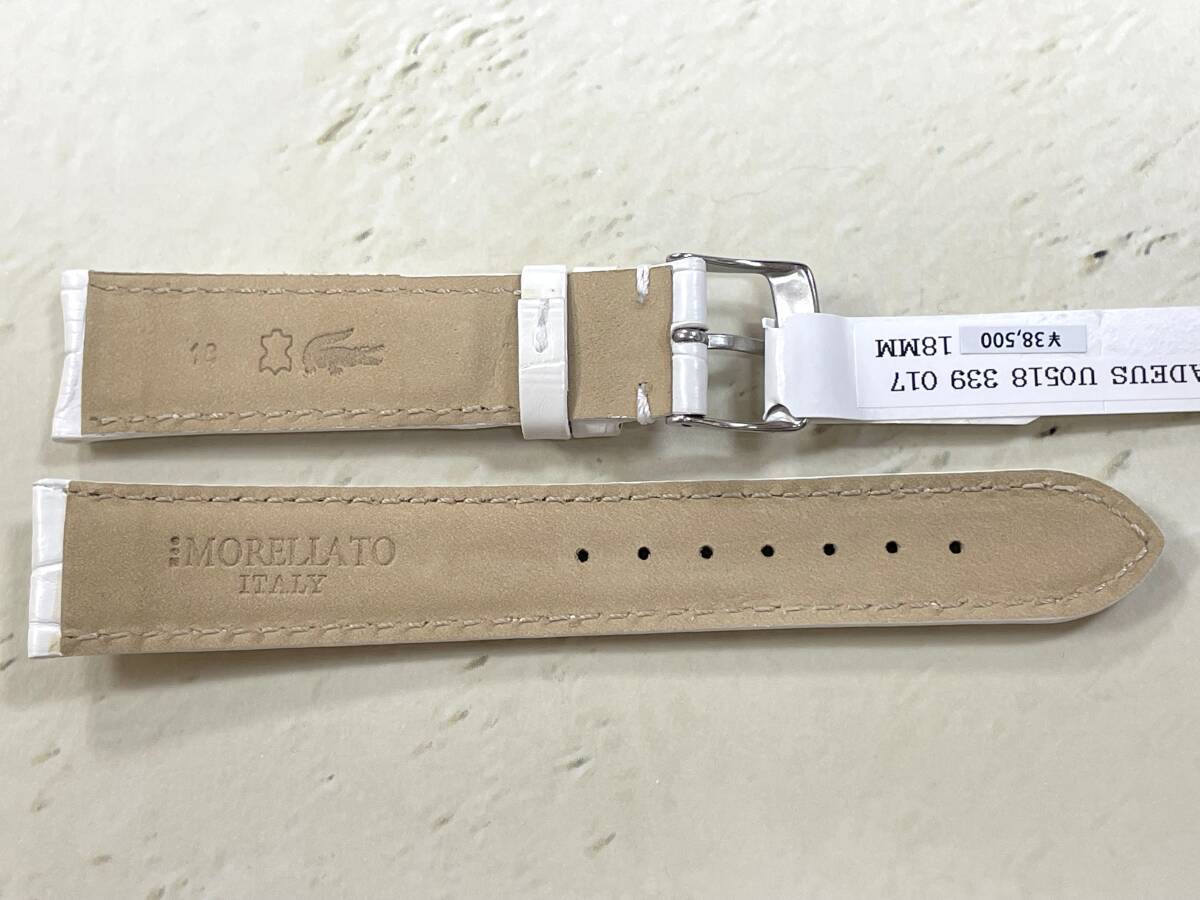 18
MORELLATO
ITALY
ADEUS U0518 339 017
18MM
¥38,500